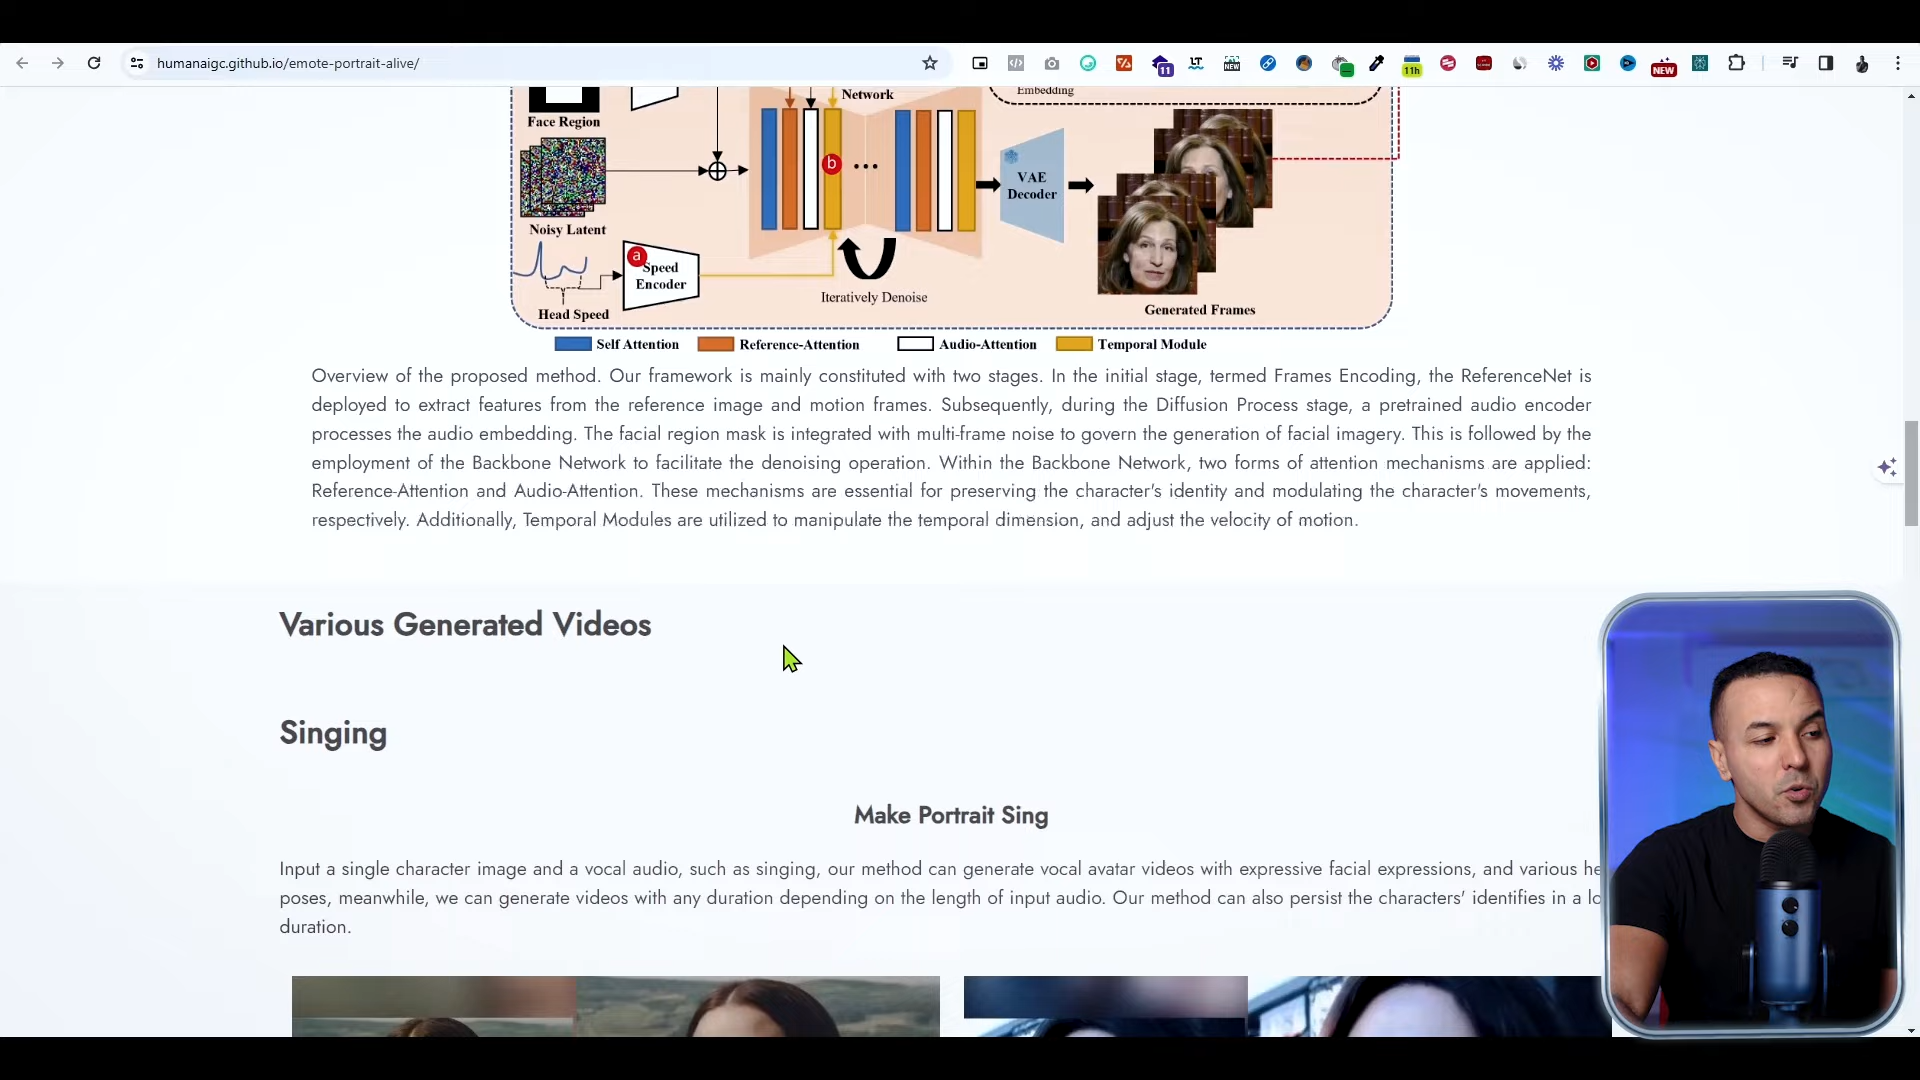 humanaigc.github.io/emote-portrait-alive/
11
LT
NEW
11h
NEW
Network
Embedding
Face Region
b
VAE
Decoder
Noisy Latent
a
Speed
Encoder
Iteratively Denoise
Head Speed
Generated Frames
Self Attention Reference-Attention Audio-Attention Temporal Module
Overview of the proposed method. Our framework is mainly constituted with two stages. In the initial stage, termed Frames Encoding, the ReferenceNet is
deployed to extract features from the reference image and motion frames. Subsequently, during the Diffusion Process stage, a pretrained audio encoder
processes the audio embedding. The facial region mask is integrated with multi-frame noise to govern the generation of facial imagery. This is followed by the
employment of the Backbone Network to facilitate the denoising operation. Within the Backbone Network, two forms of attention mechanisms are applied:
Reference-Attention and Audio-Attention. These mechanisms are essential for preserving the character's identity and modulating the character's movements,
respectively. Additionally, Temporal Modules are utilized to manipulate the temporal dimension, and adjust the velocity of motion.
Various Generated Videos
Singing
Make Portrait Sing
Input a single character image and a vocal audio, such as singing, our method can generate vocal avatar videos with expressive facial expressions, and various he
poses, meanwhile, we can generate videos with any duration depending on the length of input audio. Our method can also persist the characters' identifies in a lo
duration.